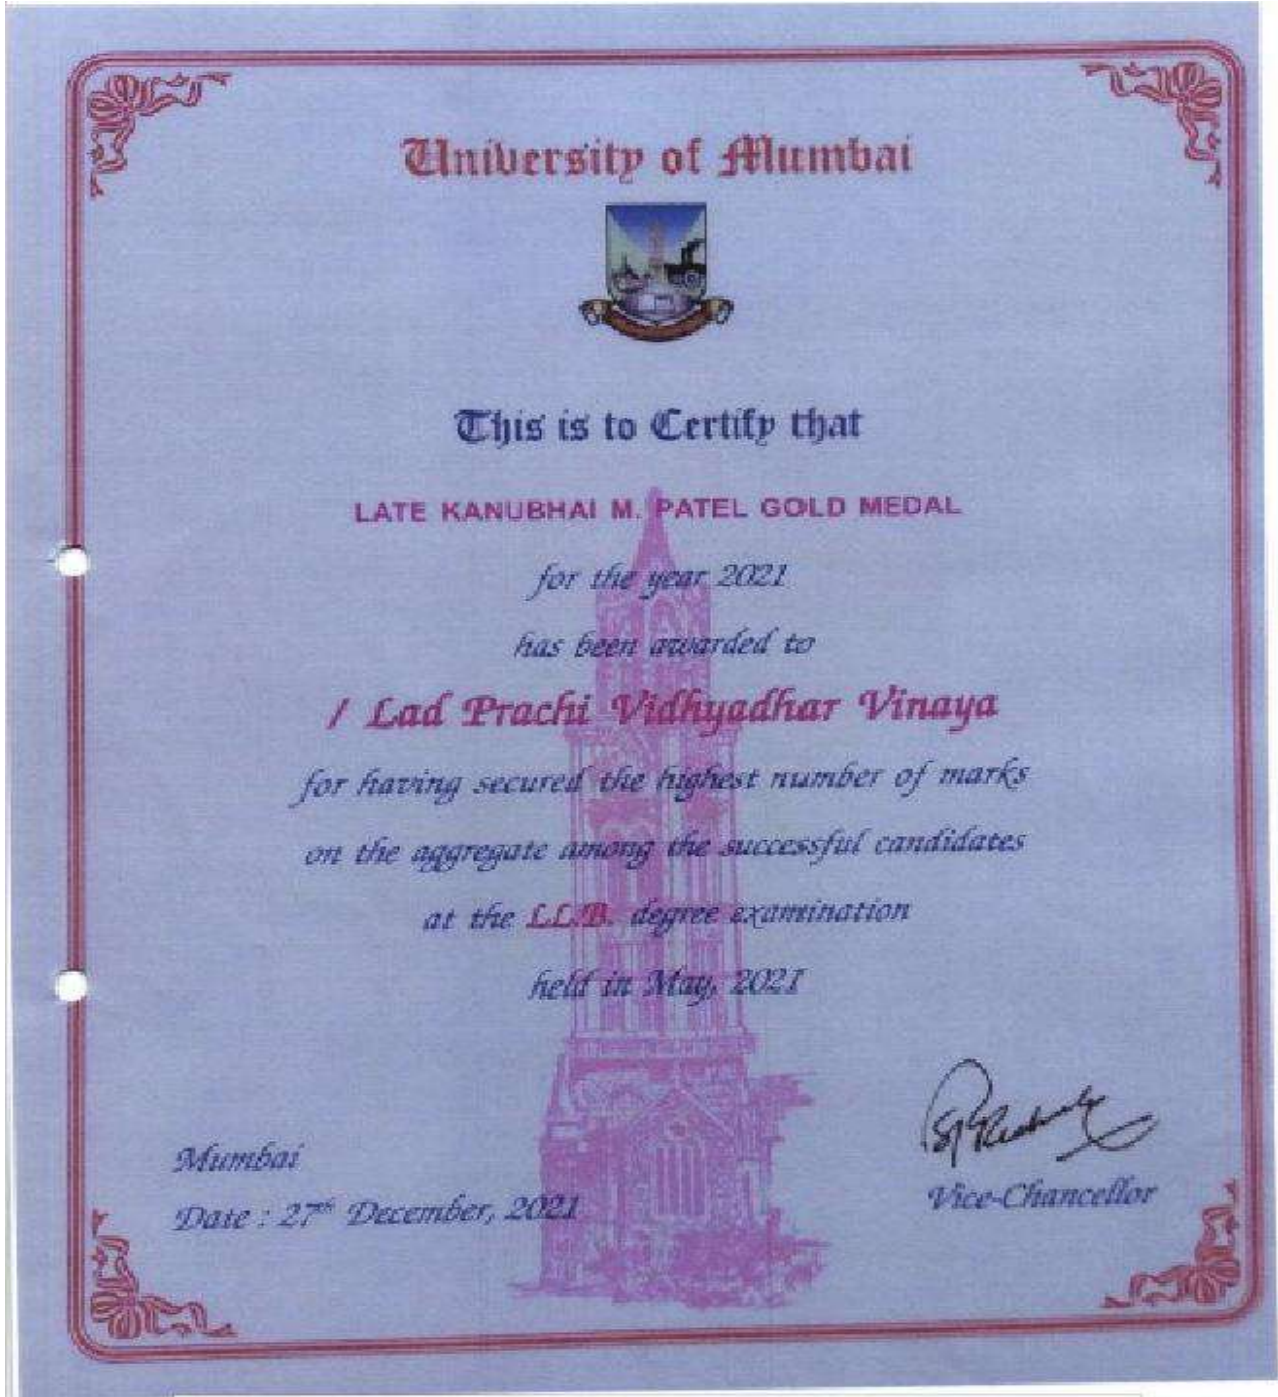 University of Mumbai
This is to Certify that
LATE KANUBHAI M. PATEL GOLD MEDAL
for the year 2021
has been awarded to
/ Lad Prachi Vidhyadhar Vinaya
for having secured the highest number of marks
on the aggregate among the successful candidates
at the LL.B. degree examination
held in May, 2021
Mumbai
Date : 27th December, 2021
Vice-Chancellor